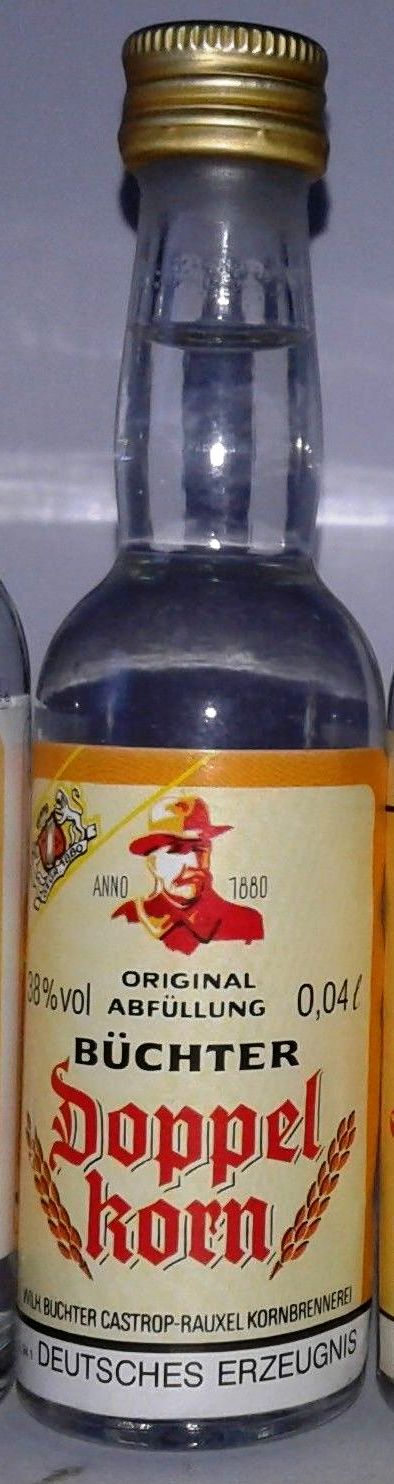 ANNO 1880
38%vol ORIGINAL ABFÜLLUNG 0,04 l
BÜCHTER
Doppel
korn
WILH. BÜCHTER CASTROP-RAUXEL KORNBRENNEREI
DEUTSCHES ERZEUGNIS